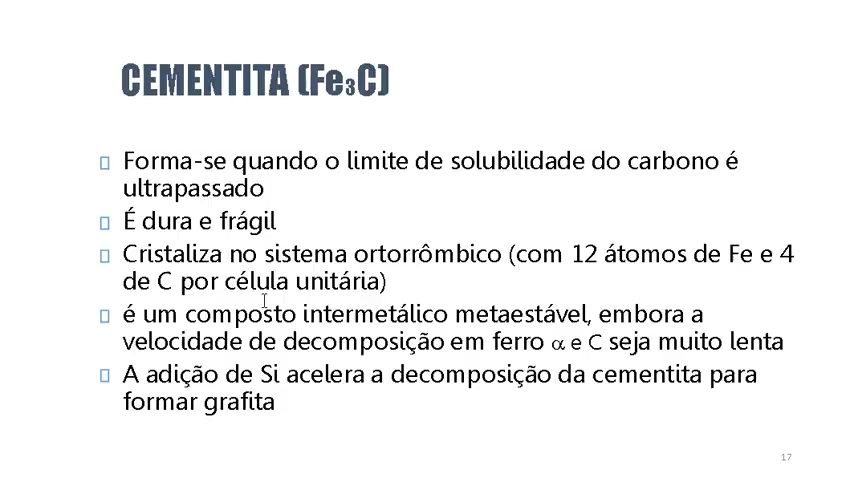 CEMENTITA (Fe₃C)
Forma-se quando o limite de solubilidade do carbono é
ultrapassado
É dura e frágil
Cristaliza no sistema ortorrômbico (com 12 átomos de Fe e 4
de C por célula unitária)
é um composto intermetálico metaestável, embora a
velocidade de decomposição em ferro α e C seja muito lenta
A adição de Si acelera a decomposição da cementita para
formar grafita
17